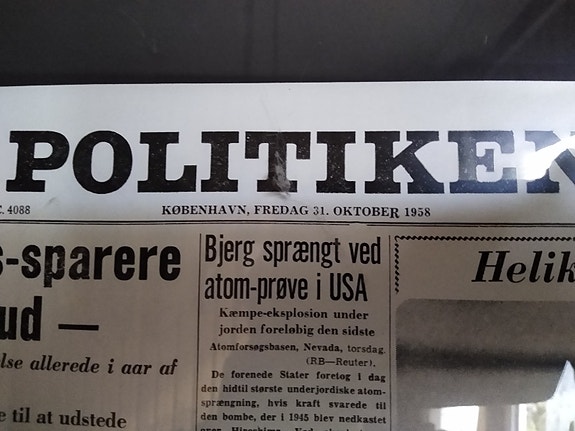 POLITIKEN
4088
KØBENHAVN, FREDAG 31. OKTOBER 1958
-sparere
ud —
allerede i aar af
til at udstede
Bjerg sprængt ved
atom-prøve i USA
Kæmpe-eksplosion under
jorden foreløbig den sidste
Atomforsøgsbasen, Nevada, torsdag.
(RB—Reuter).
De forenede Stater foretog i dag
den hidtil største underjordiske atom-
sprængning, hvis kraft svarede til
den bombe, der i 1945 blev nedkastet
Helik